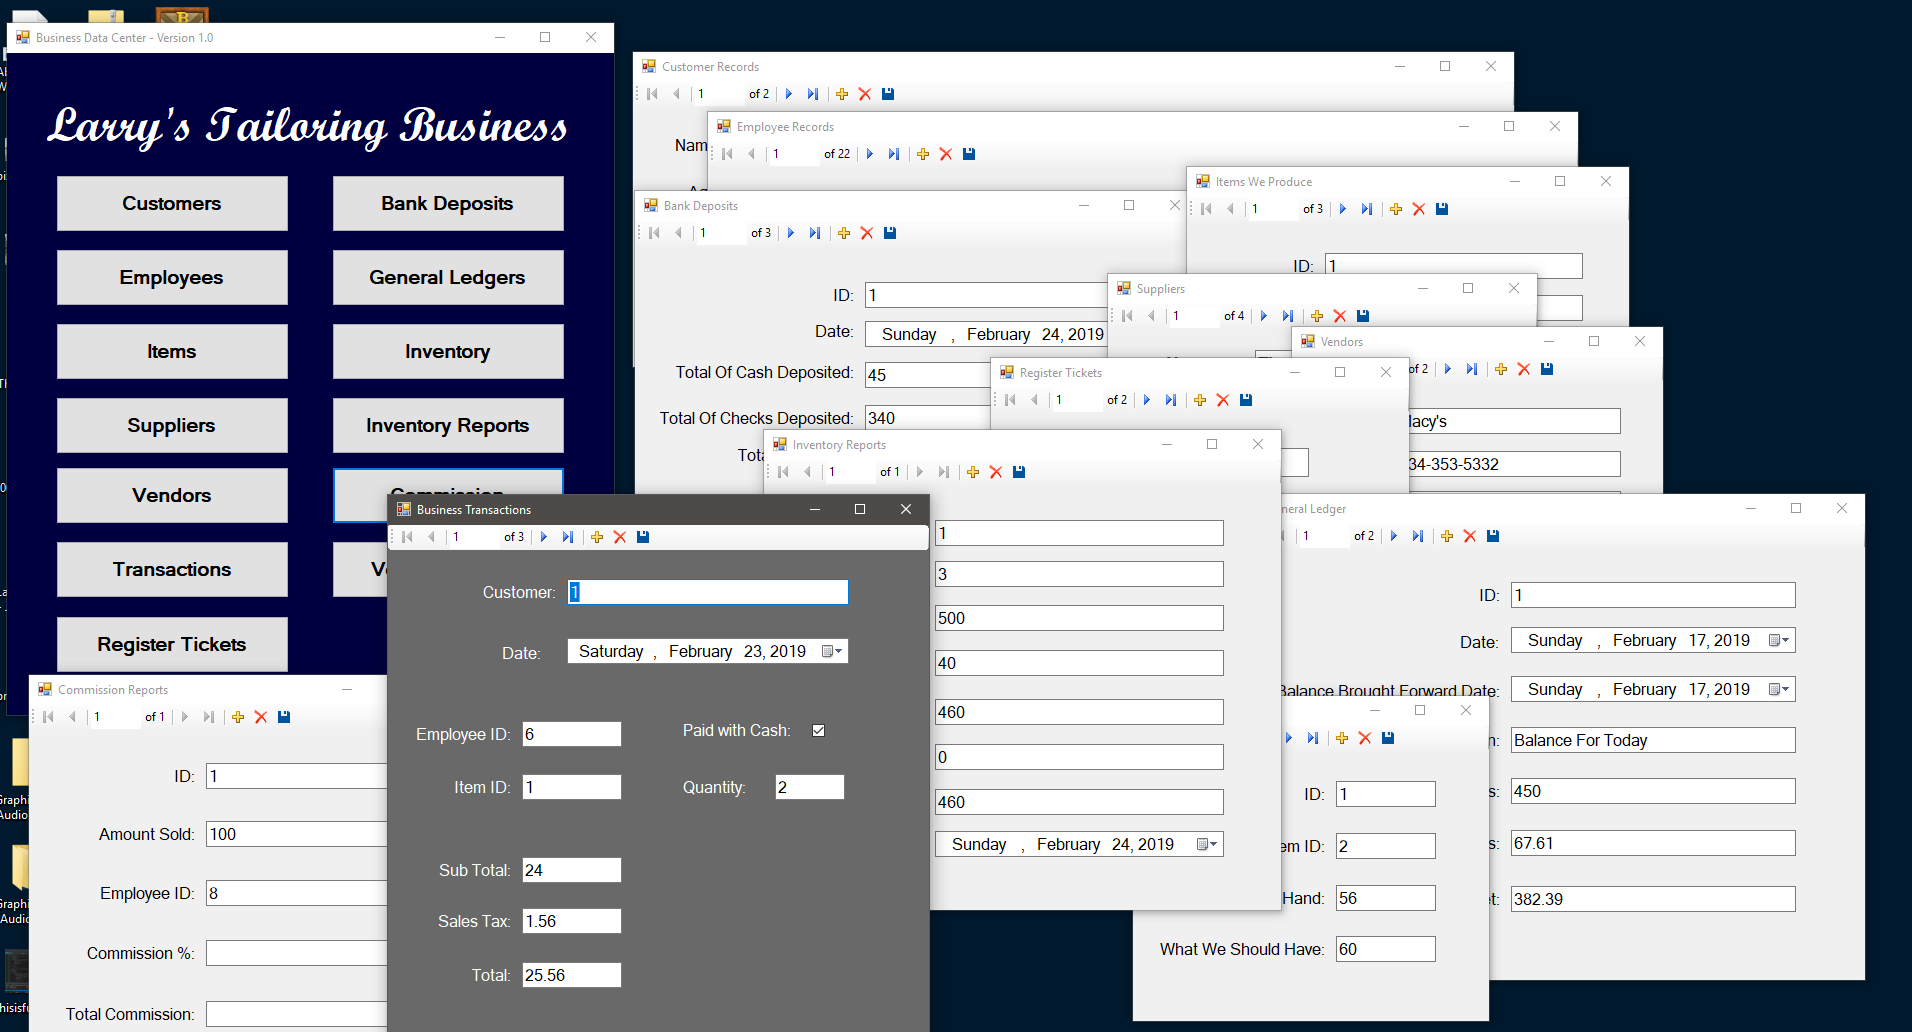 Business Data Center - Version 1.0
Larry's Tailoring Business
Customers
Bank Deposits
Employees
General Ledgers
Items
Inventory
Suppliers
Inventory Reports
Vendors
Commission
Transactions
Register Tickets
Customer Records
1 of 2
Nam
Employee Records
1 of 22
Bank Deposits
1 of 3
ID: 1
Date: Sunday , February 24, 2019
Total Of Cash Deposited: 45
Total Of Checks Deposited: 340
Tot
Items We Produce
1 of 3
ID: 1
Suppliers
1 of 4
Vendors
of 2
lacy's
34-353-5332
Register Tickets
1 of 2
Inventory Reports
1 of 1
1
3
500
40
460
0
460
Sunday , February 24, 2019
neral Ledger
1 of 2
ID: 1
Date: Sunday , February 17, 2019
Balance Brought Forward Date: Sunday , February 17, 2019
n: Balance For Today
s: 450
s: 67.61
t: 382.39
ID: 1
em ID: 2
Hand: 56
What We Should Have: 60
Business Transactions
1 of 3
Customer: 1
Date: Saturday , February 23, 2019
Employee ID: 6
Paid with Cash:
Item ID: 1
Quantity: 2
Sub Total: 24
Sales Tax: 1.56
Total: 25.56
Commission Reports
1 of 1
ID: 1
Amount Sold: 100
Employee ID: 8
Commission %:
Total Commission:
Graphi
Audio
Graphi
Audio
hisisfu